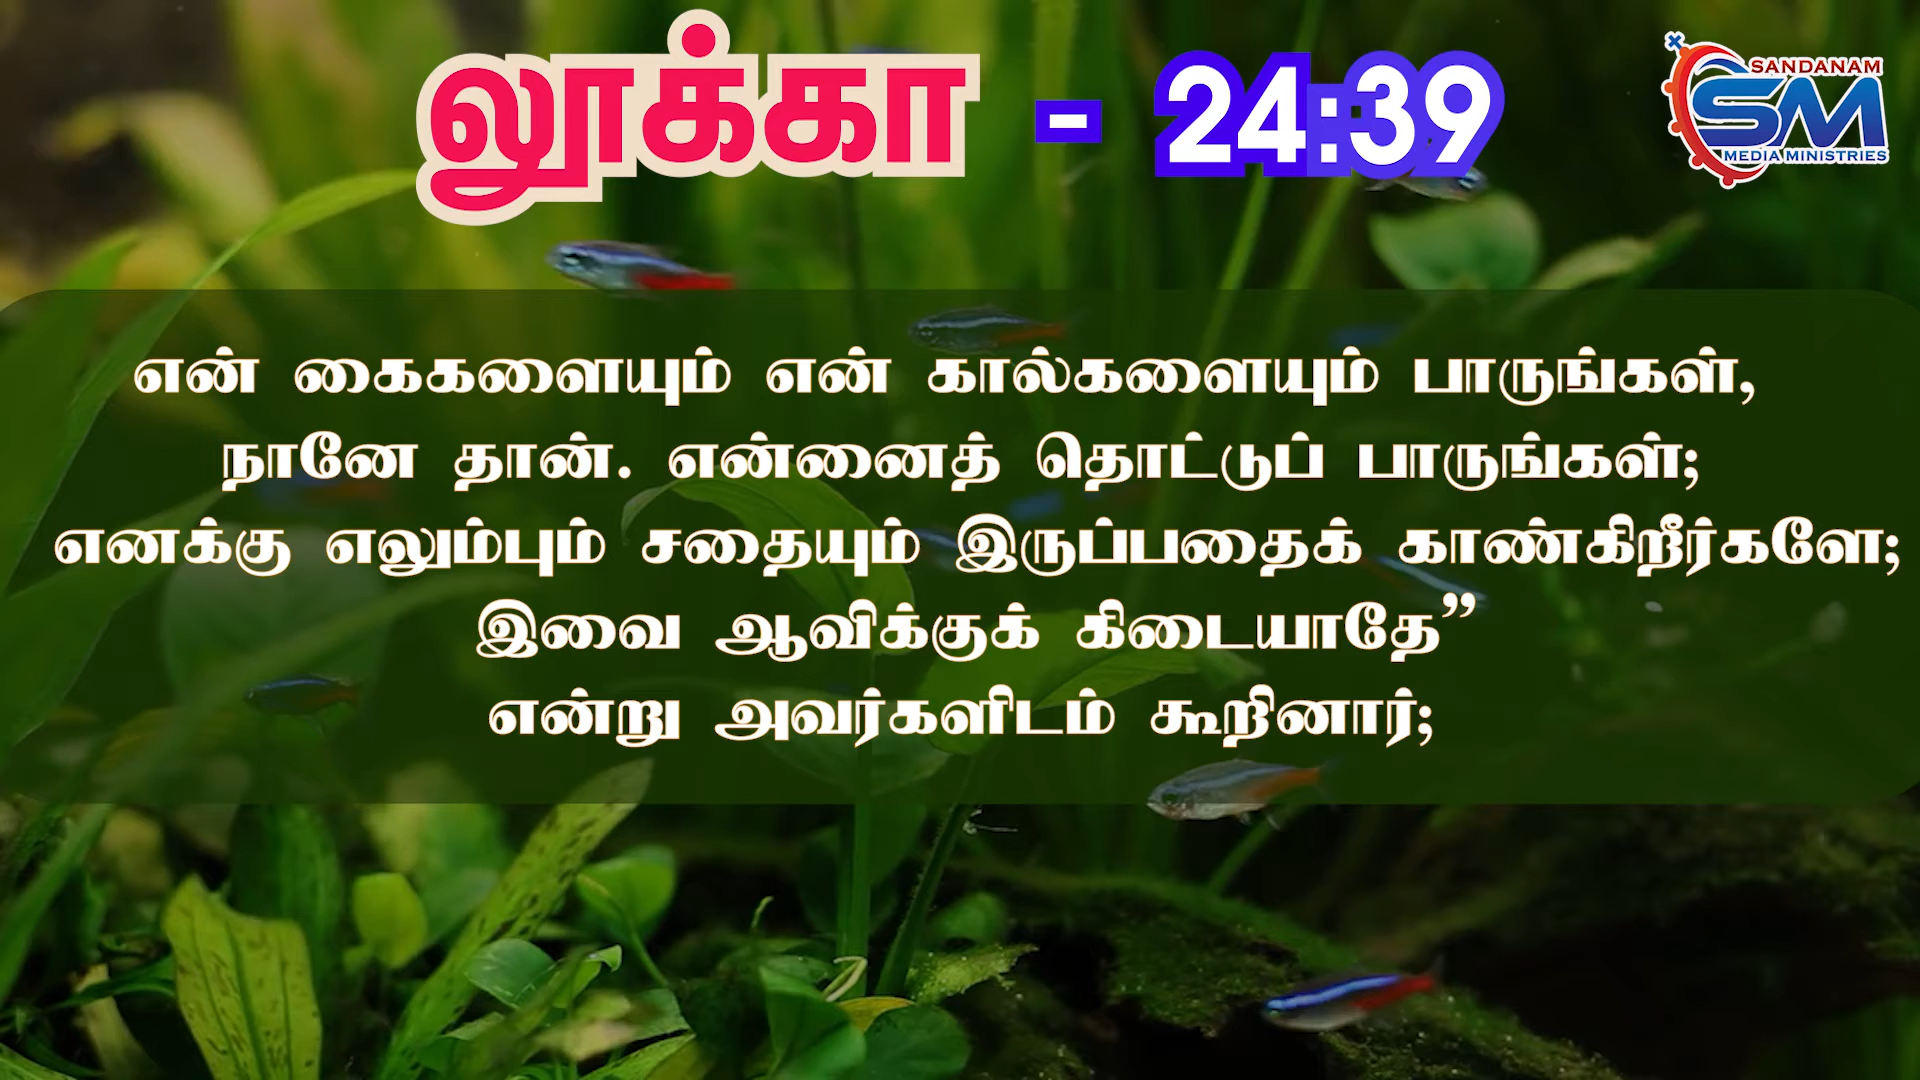 லூக்கா - 24:39
SANDANAM
SM
MEDIA MINISTRIES
என் கைகளையும் என் கால்களையும் பாருங்கள்,
நானே தான். என்னைத் தொட்டுப் பாருங்கள்;
எனக்கு எலும்பும் சதையும் இருப்பதைக் காண்கிறீர்களே;
இவை ஆவிக்குக் கிடையாதே”
என்று அவர்களிடம் கூறினார்;